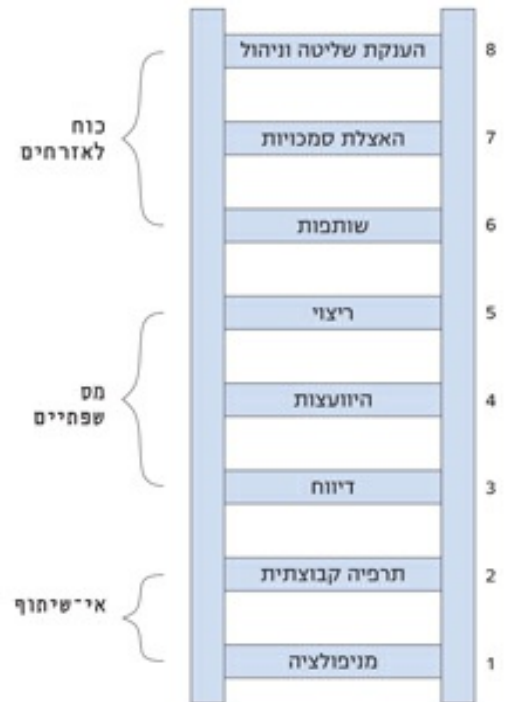 הענקת שליטה וניהול 8
האצלת סמכויות 7
כוח
לאזרחים
שותפות 6
ריצוי 5
היוועצות 4
מס
שפתיים
דיווח 3
תרפיה קבוצתית 2
אי־שיתוף
מניפולציה 1